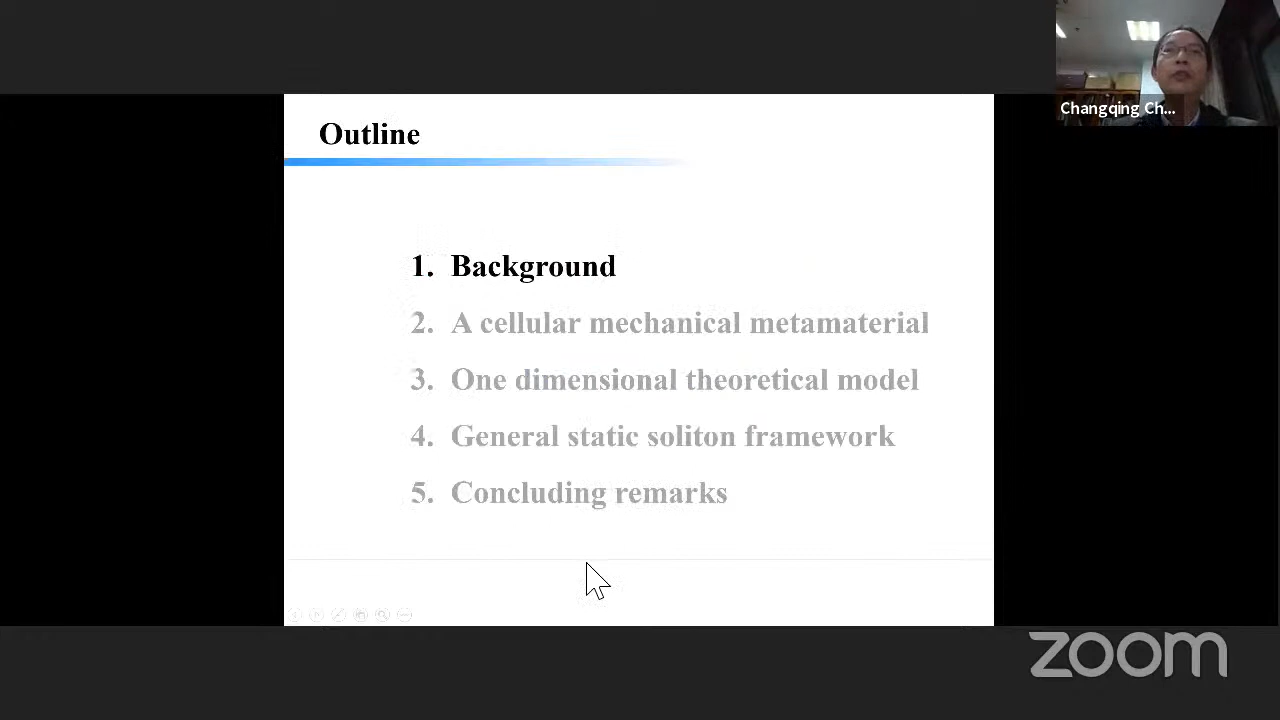 Changqing Ch...
Outline
1. Background
2. A cellular mechanical metamaterial
3. One dimensional theoretical model
4. General static soliton framework
5. Concluding remarks
zoom